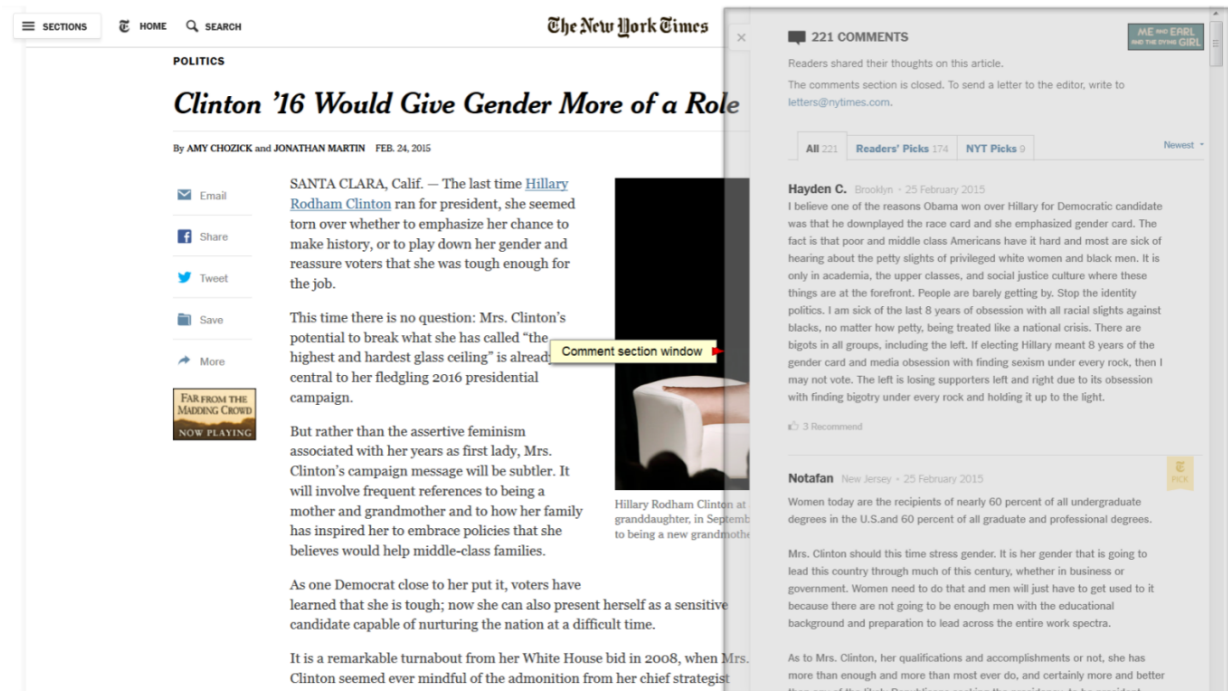 SECTIONS
HOME
SEARCH
The New York Times
POLITICS
Clinton ’16 Would Give Gender More of a Role
By AMY CHOZICK and JONATHAN MARTIN FEB. 24, 2015
Email
Share
Tweet
Save
More
FAR FROM THE
MADDING CROWD
NOW PLAYING
SANTA CLARA, Calif. — The last time Hillary
Rodham Clinton ran for president, she seemed
torn over whether to emphasize her chance to
make history, or to play down her gender and
reassure voters that she was tough enough for
the job.
This time there is no question: Mrs. Clinton’s
potential to break what she has called “the
highest and hardest glass ceiling” is alread
central to her fledgling 2016 presidential
campaign.
But rather than the assertive feminism
associated with her years as first lady, Mrs.
Clinton’s campaign message will be subtler. It
will involve frequent references to being a
mother and grandmother and to how her family
has inspired her to embrace policies that she
believes would help middle-class families.
As one Democrat close to her put it, voters have
learned that she is tough; now she can also present herself as a sensitive
candidate capable of nurturing the nation at a difficult time.
It is a remarkable turnabout from her White House bid in 2008, when Mrs.
Clinton seemed ever mindful of the admonition from her chief strategist
Comment section window
Hillary Rodham Clinton at
granddaughter, in Septemb
to being a new grandmothe
221 COMMENTS
ME AND EARL
AND THE DYING GIRL
Readers shared their thoughts on this article.
The comments section is closed. To send a letter to the editor, write to
letters@nytimes.com.
All 221
Readers’ Picks 174
NYT Picks 9
Newest
Hayden C. Brooklyn · 25 February 2015
I believe one of the reasons Obama won over Hillary for Democratic candidate
was that he downplayed the race card and she emphasized gender card. The
fact is that poor and middle class Americans have it hard and most are sick of
hearing about the petty slights of privileged white women and black men. It is
only in academia, the upper classes, and social justice culture where these
things are at the forefront. People are barely getting by. Stop the identity
politics. I am sick of the last 8 years of obsession with all racial slights against
blacks, no matter how petty, being treated like a national crisis. There are
bigots in all groups, including the left. If electing Hillary meant 8 years of the
gender card and media obsession with finding sexism under every rock, then I
may not vote. The left is losing supporters left and right due to its obsession
with finding bigotry under every rock and holding it up to the light.
3 Recommend
Notafan New Jersey · 25 February 2015
PICK
Women today are the recipients of nearly 60 percent of all undergraduate
degrees in the U.S.and 60 percent of all graduate and professional degrees.
Mrs. Clinton should this time stress gender. It is her gender that is going to
lead this country through much of this century, whether in business or
government. Women need to do that and men will just have to get used to it
because there are not going to be enough men with the educational
background and preparation to lead across the entire work spectra.
As to Mrs. Clinton, her qualifications and accomplishments or not, she has
more than enough and more than most ever do, and certainly more and better